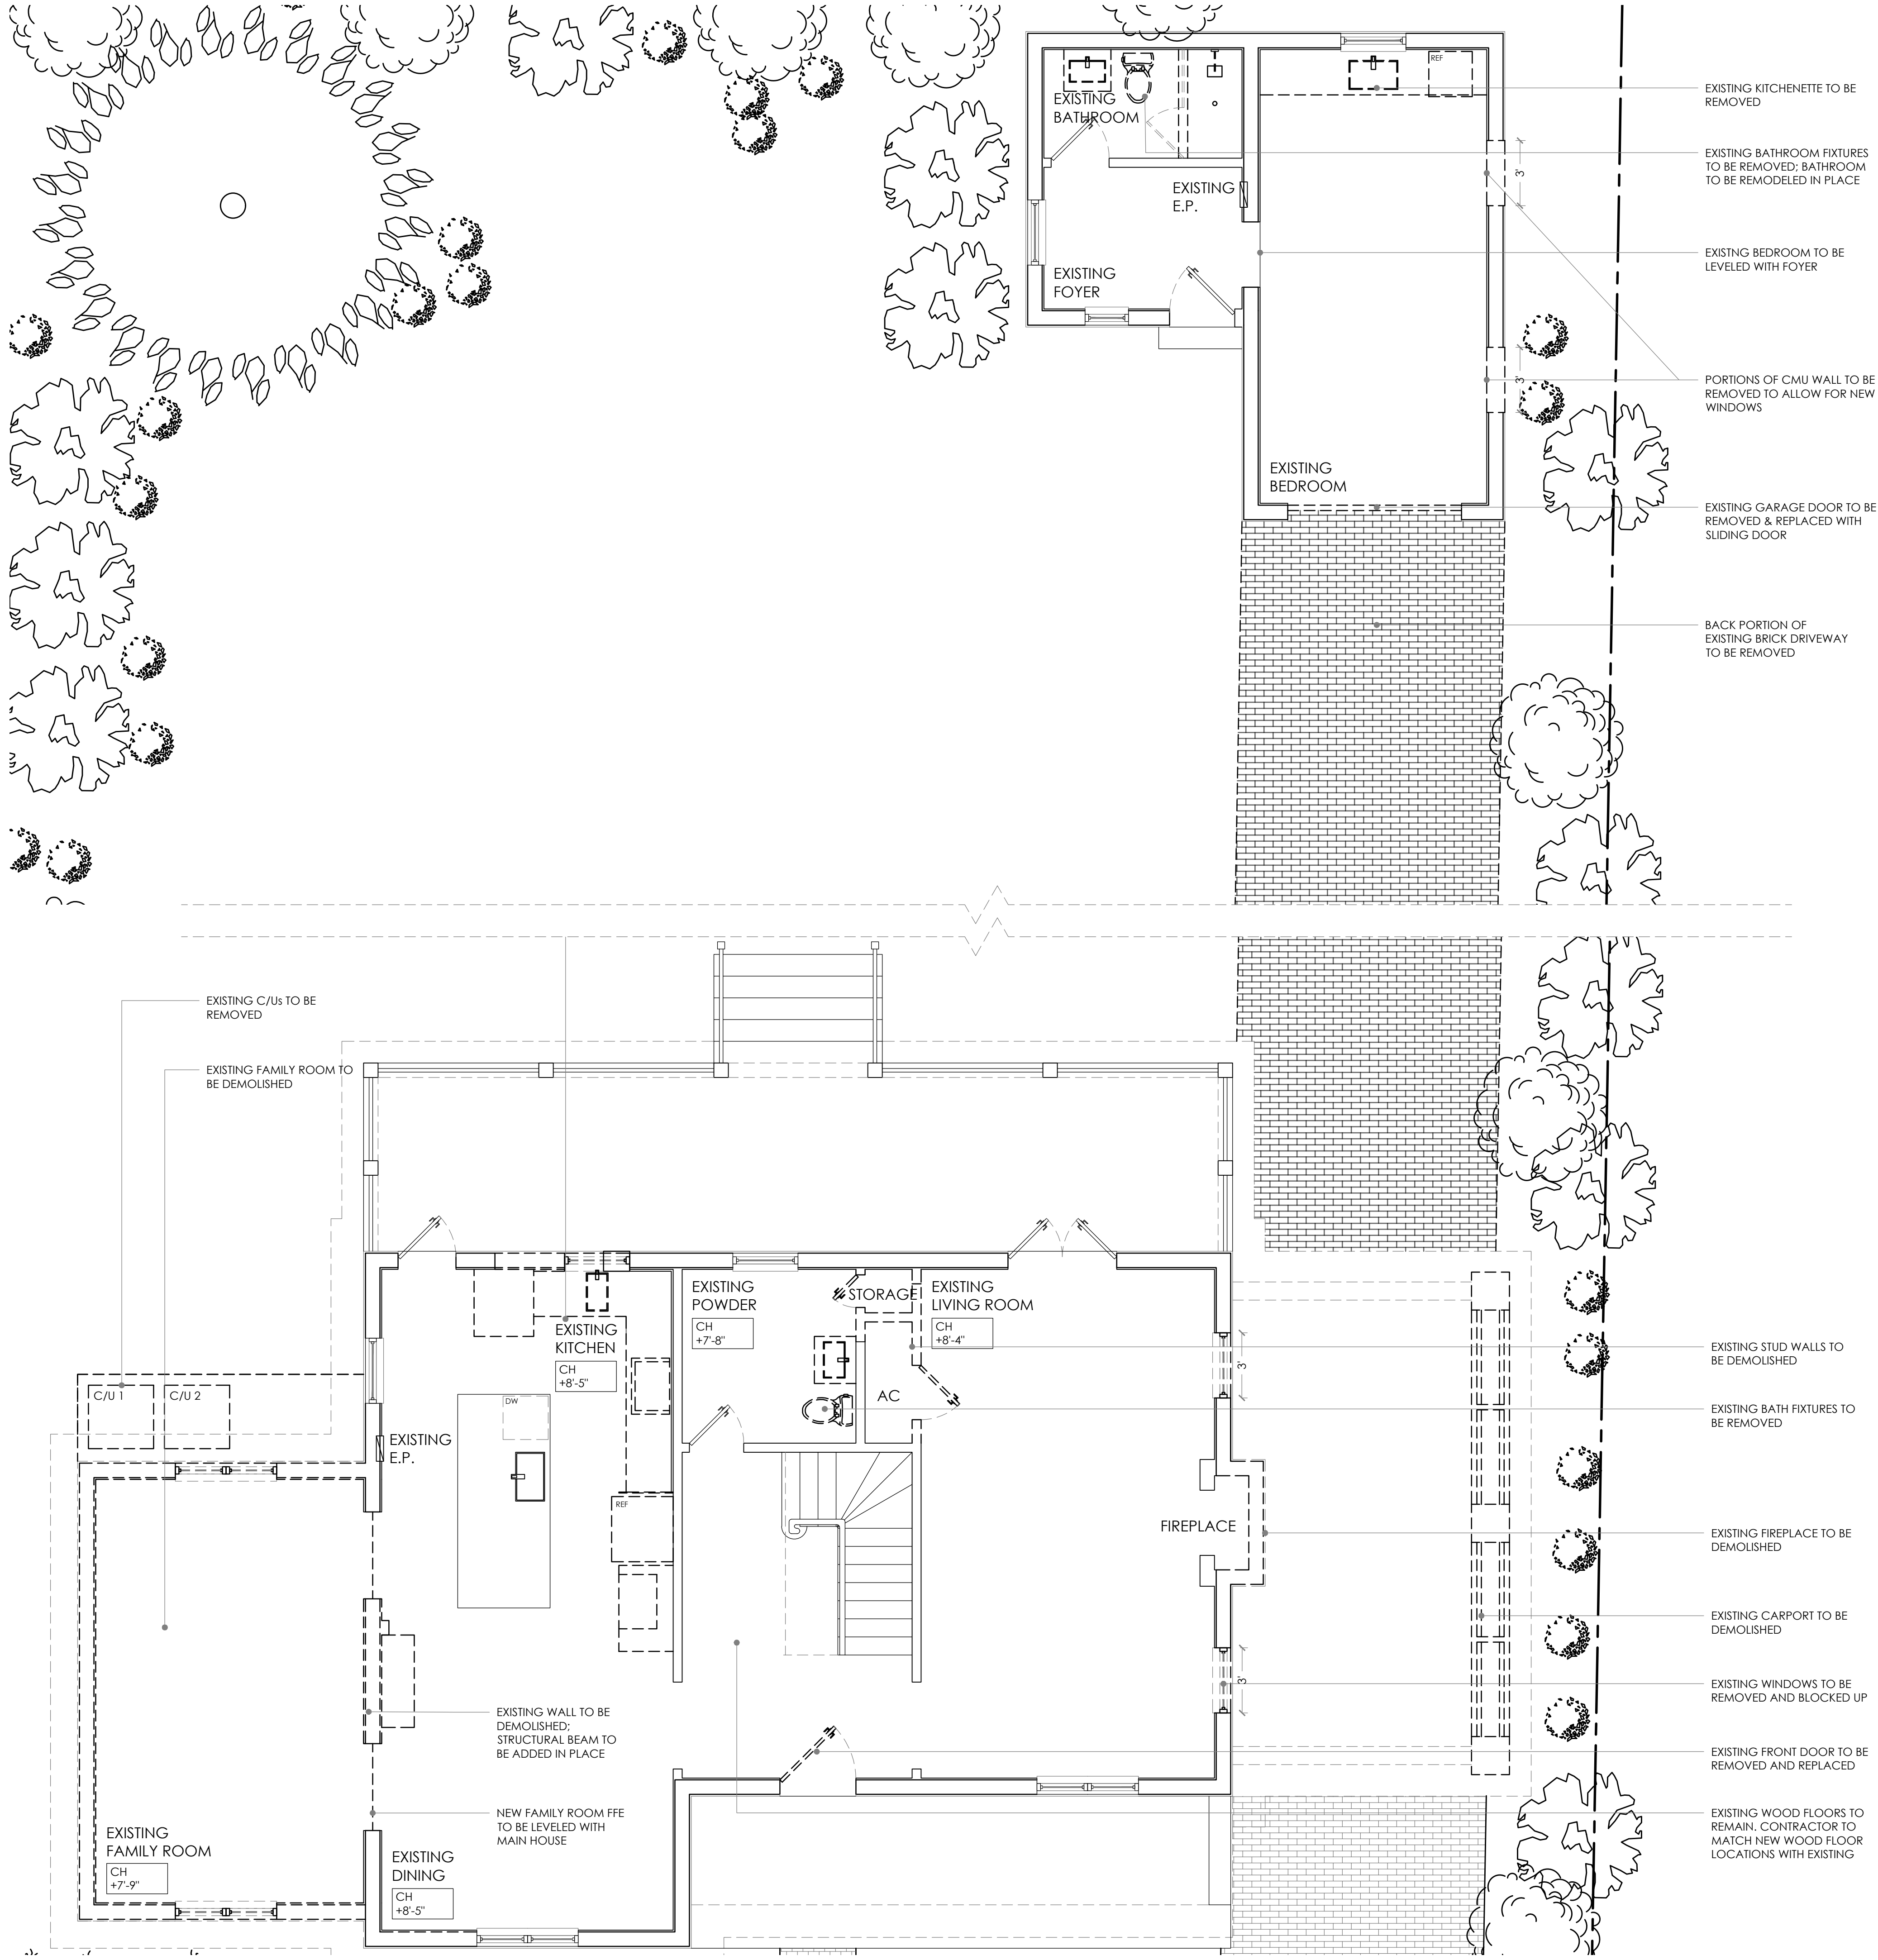 EXISTING
BATHROOM
REF
EXISTING
E.P.
EXISTING
FOYER
EXISTING
BEDROOM
3'
3'
EXISTING KITCHENETTE TO BE
REMOVED
EXISTING BATHROOM FIXTURES
TO BE REMOVED; BATHROOM
TO BE REMODELED IN PLACE
EXISTNG BEDROOM TO BE
LEVELED WITH FOYER
PORTIONS OF CMU WALL TO BE
REMOVED TO ALLOW FOR NEW
WINDOWS
EXISTING GARAGE DOOR TO BE
REMOVED & REPLACED WITH
SLIDING DOOR
BACK PORTION OF
EXISTING BRICK DRIVEWAY
TO BE REMOVED
EXISTING C/Us TO BE
REMOVED
EXISTING FAMILY ROOM TO
BE DEMOLISHED
C/U 1
C/U 2
EXISTING
KITCHEN
CH
+8'-5"
DW
EXISTING
E.P.
REF
EXISTING
POWDER
CH
+7'-8"
STORAGE
AC
EXISTING
LIVING ROOM
CH
+8'-4"
3'
FIREPLACE
3'
EXISTING WALL TO BE
DEMOLISHED;
STRUCTURAL BEAM TO
BE ADDED IN PLACE
NEW FAMILY ROOM FFE
TO BE LEVELED WITH
MAIN HOUSE
EXISTING
FAMILY ROOM
CH
+7'-9"
EXISTING
DINING
CH
+8'-5"
EXISTING STUD WALLS TO
BE DEMOLISHED
EXISTING BATH FIXTURES TO
BE REMOVED
EXISTING FIREPLACE TO BE
DEMOLISHED
EXISTING CARPORT TO BE
DEMOLISHED
EXISTING WINDOWS TO BE
REMOVED AND BLOCKED UP
EXISTING FRONT DOOR TO BE
REMOVED AND REPLACED
EXISTING WOOD FLOORS TO
REMAIN. CONTRACTOR TO
MATCH NEW WOOD FLOOR
LOCATIONS WITH EXISTING